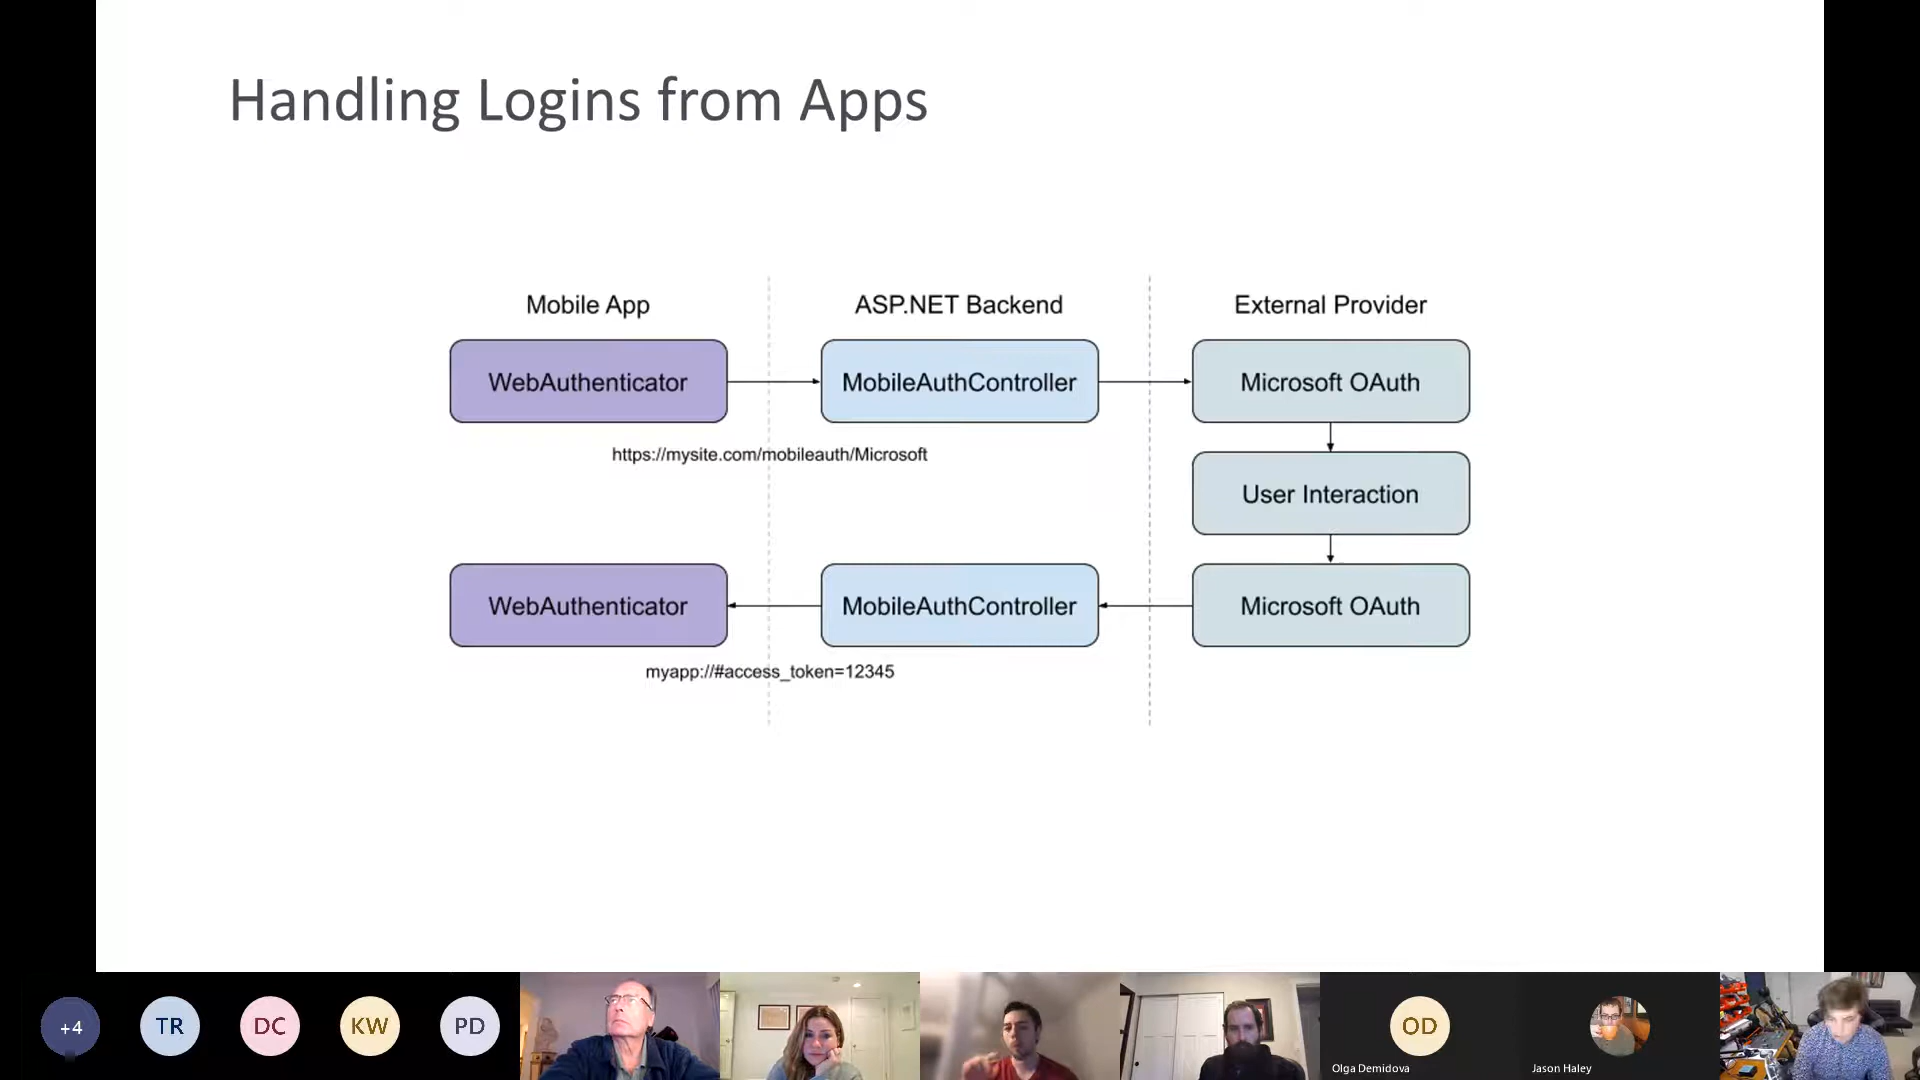 Handling Logins from Apps
Mobile App
ASP.NET Backend
External Provider
WebAuthenticator
MobileAuthController
Microsoft OAuth
https://mysite.com/mobileauth/Microsoft
User Interaction
WebAuthenticator
MobileAuthController
Microsoft OAuth
myapp://#access_token=12345
+4
TR
DC
KW
PD
OD
Olga Demidova
Jason Haley